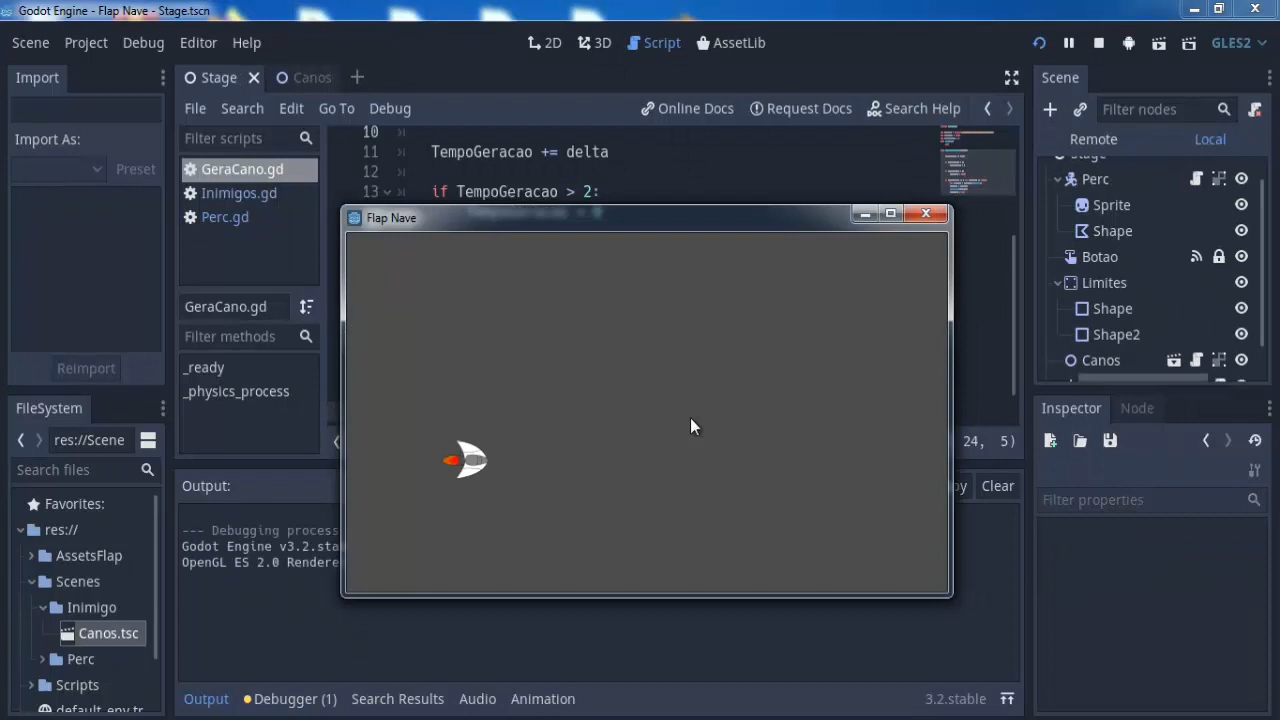 Godot Engine - Flap Nave - Stage.tscn
Scene Project Debug Editor Help
2D 3D Script AssetLib
GLES2
Import
Stage Canos
Scene
File Search Edit Go To Debug
Online Docs Request Docs Search Help
Filter nodes
Import As:
Preset
Filter scripts
GeraCano.gd
Inimigos.gd
Perc.gd
10
11 TempoGeracao += delta
12
13 if TempoGeracao > 2:
Remote Local
Stage
Perc
Sprite
Shape
Botao
Limites
Shape
Shape2
Canos
Flap Nave
GeraCano.gd
Filter methods
_ready
_physics_process
Reimport
FileSystem
res://Scene
Search files
Favorites:
res://
AssetsFlap
Scenes
Inimigo
Canos.tsc
Perc
Scripts
default_env.tr
24, 5)
Output:
py Clear
--- Debugging process
Godot Engine v3.2.sta
OpenGL ES 2.0 Rendere
Inspector Node
Filter properties
Output Debugger (1) Search Results Audio Animation
3.2.stable